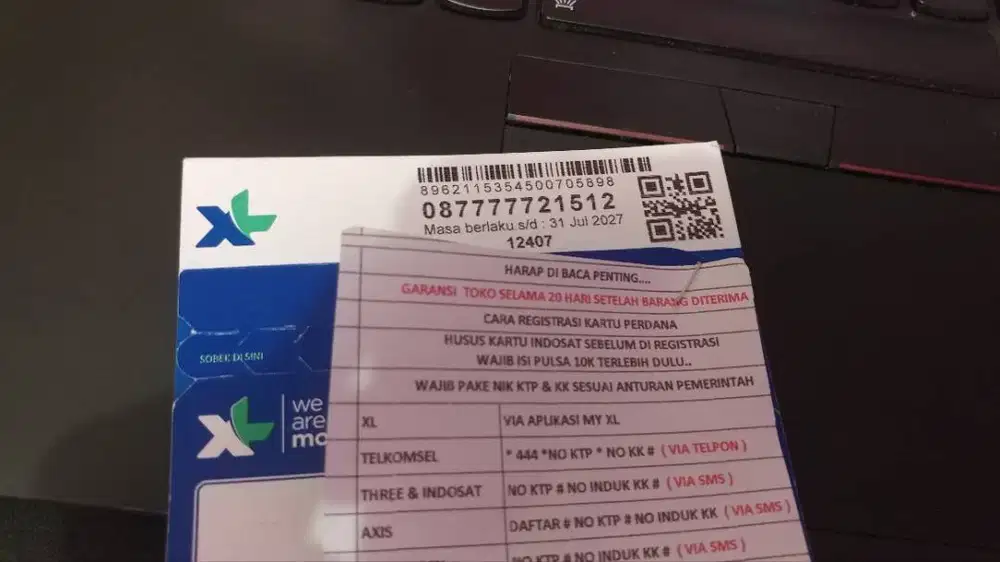 8962115354500705898
087777721512
Masa berlaku s/d : 31 Jul 2027
12407
XL
HARAP DI BACA PENTING....
GARANSI TOKO SELAMA 20 HARI SETELAH BARANG DITERIMA
CARA REGISTRASI KARTU PERDANA
HUSUS KARTU INDOSAT SEBELUM DI REGISTRASI
WAJIB ISI PULSA 10K TERLEBIH DULU..
WAJIB PAKE NIK KTP & KK SESUAI ANTURAN PEMERINTAH
SOBEK DI SINI
XL
we
are
mo
XL VIA APLIKASI MY XL
TELKOMSEL * 444 *NO KTP * NO KK # ( VIA TELPON )
THREE & INDOSAT NO KTP # NO INDUK KK # ( VIA SMS )
AXIS DAFTAR # NO KTP # NO INDUK KK ( VIA SMS )
NO KTP # NO INDUK KK # ( VIA SMS )